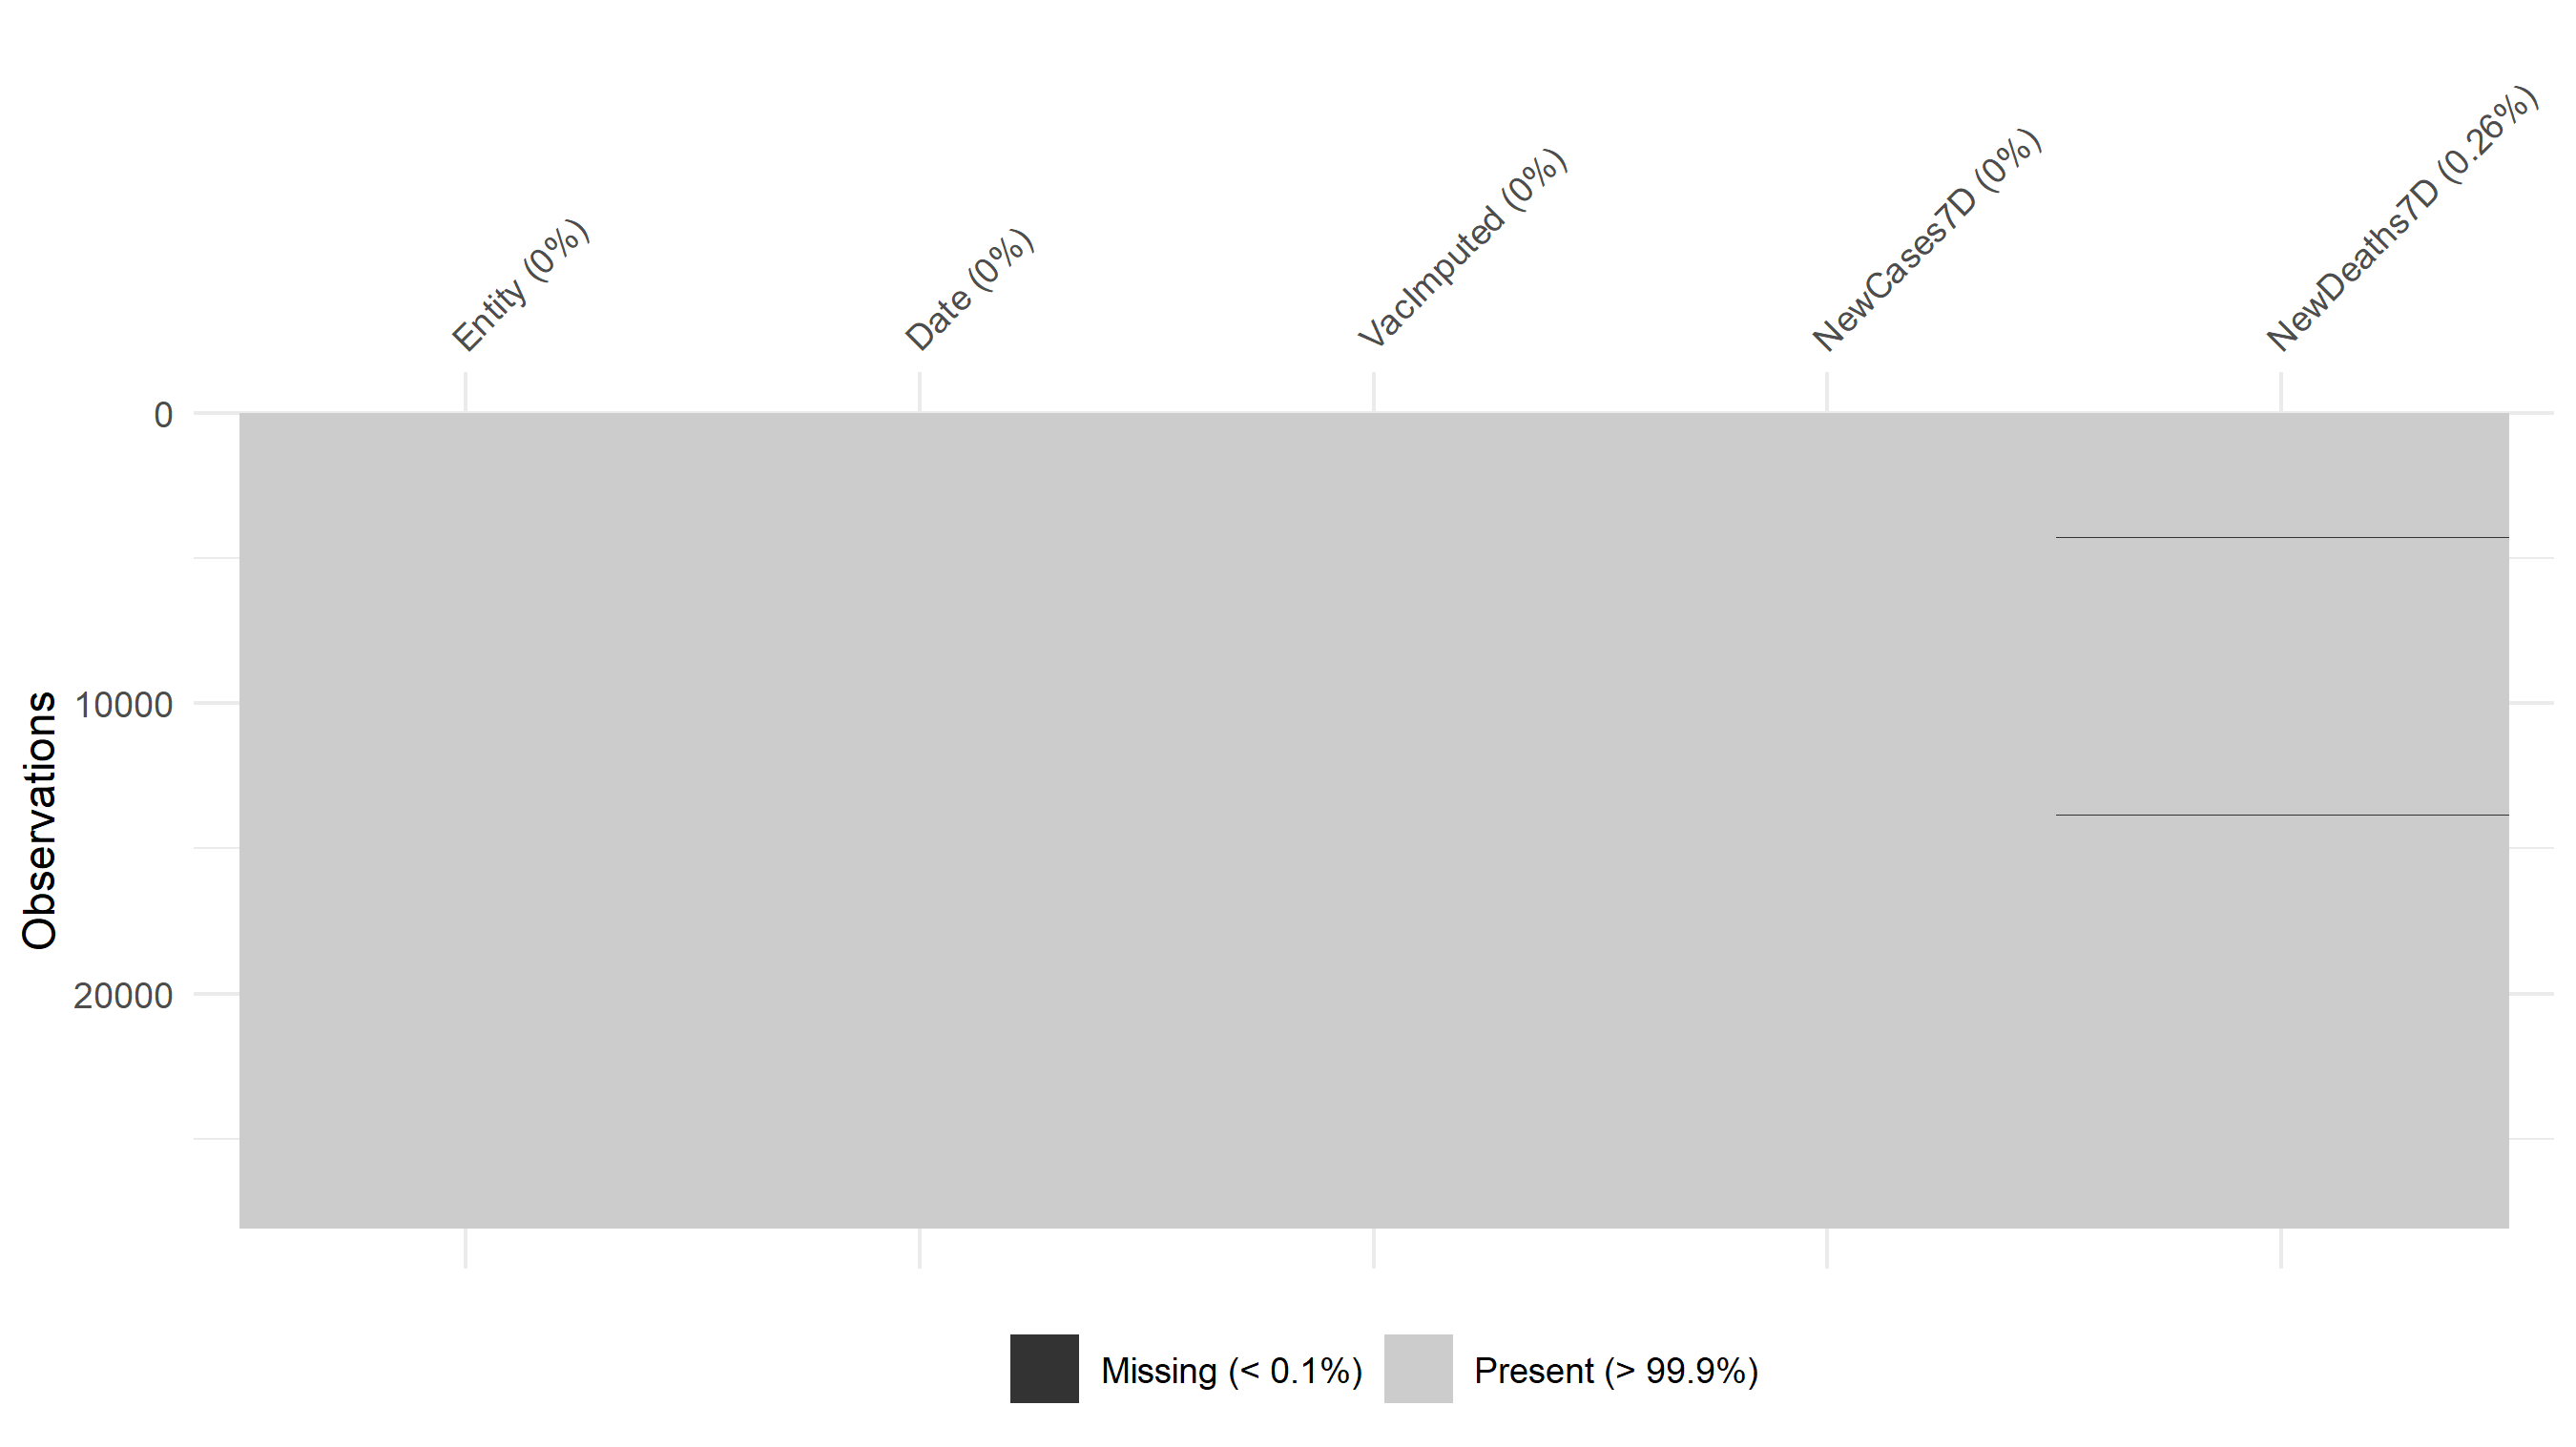 Entity (0%)
Date (0%)
VacImputed (0%)
NewCases7D (0%)
NewDeaths7D (0.26%)
0
10000
20000
Observations
Missing (< 0.1%)
Present (> 99.9%)